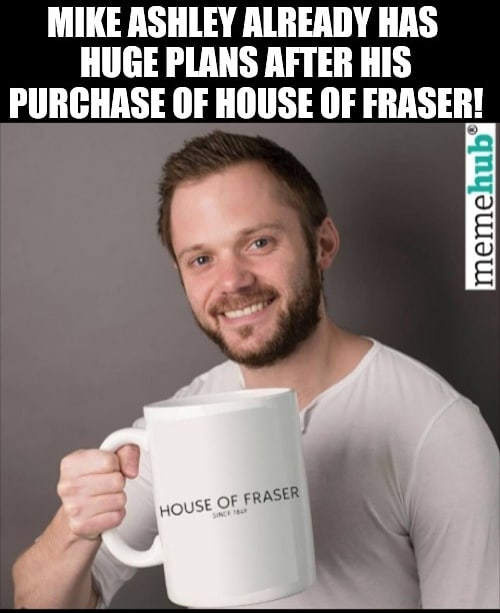 MIKE ASHLEY ALREADY HAS
HUGE PLANS AFTER HIS
PURCHASE OF HOUSE OF FRASER!
memehub®
HOUSE OF FRASER
SINCE 1849